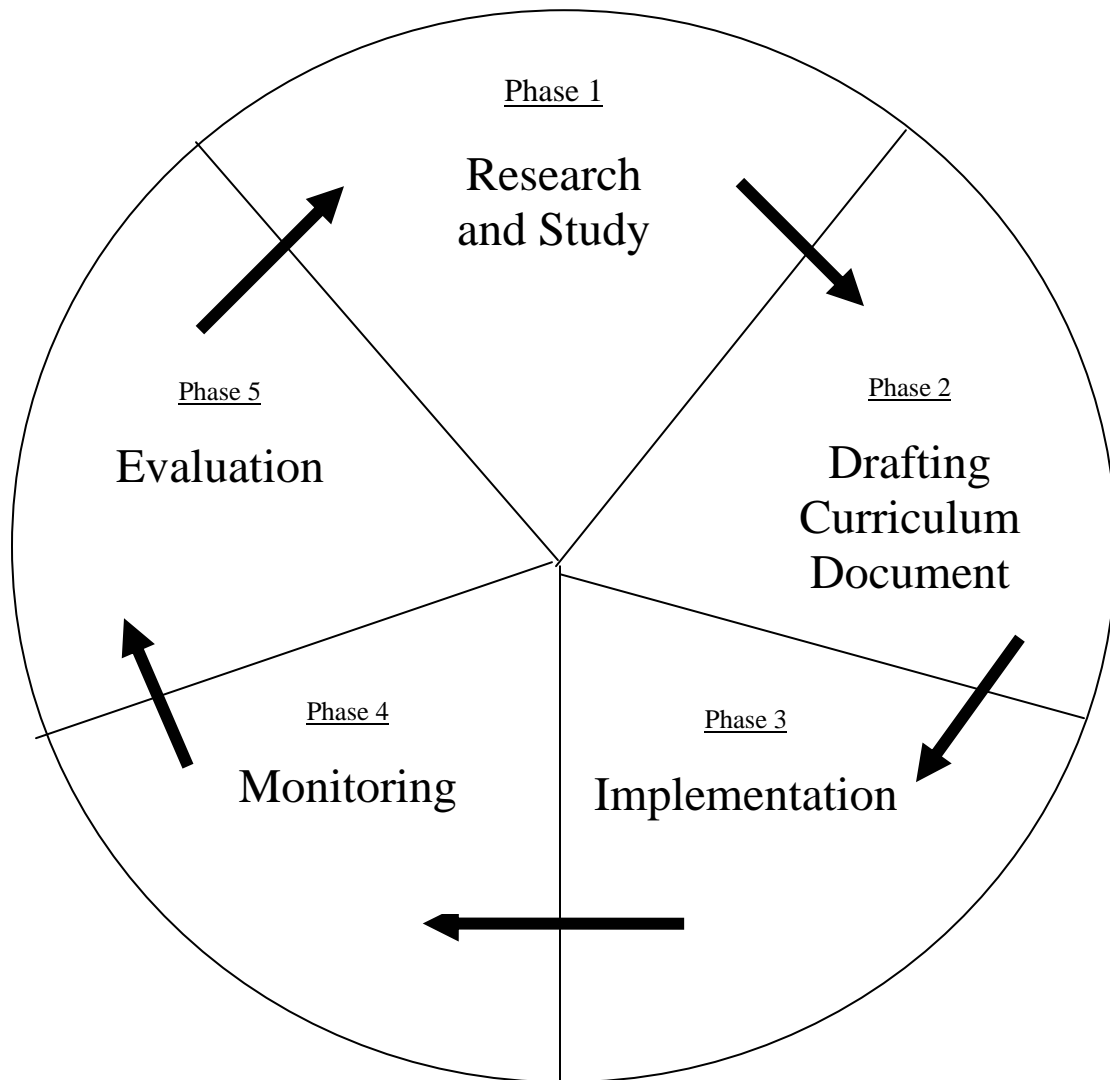 Phase 1
Research
and Study
Phase 2
Drafting
Curriculum
Document
Phase 3
Implementation
Phase 4
Monitoring
Phase 5
Evaluation